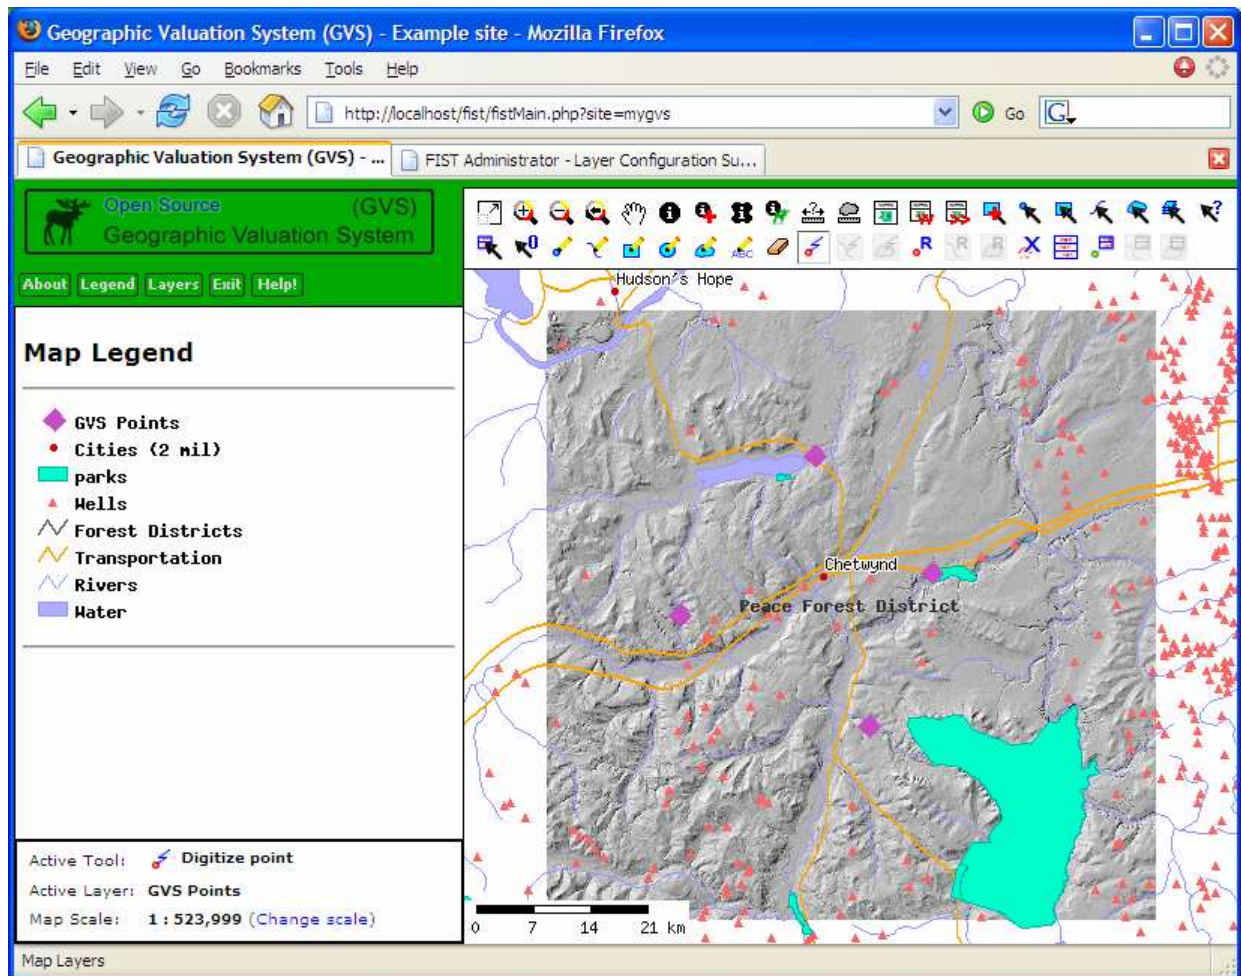 Geographic Valuation System (GVS) - Example site - Mozilla Firefox
File Edit View Go Bookmarks Tools Help
http://localhost/fist/fistMain.php?site=mygvs
Go
G
Geographic Valuation System (GVS) - ...
FIST Administrator - Layer Configuration Su...
Open Source (GVS)
Geographic Valuation System
About Legend Layers Exit Help!
Map Legend
GVS Points
Cities (2 mil)
parks
Wells
Forest Districts
Transportation
Rivers
Water
Hudson's Hope
Chetwynd
Peace Forest District
0 7 14 21 km
Active Tool: Digitize point
Active Layer: GVS Points
Map Scale: 1 : 523,999 (Change scale)
Map Layers